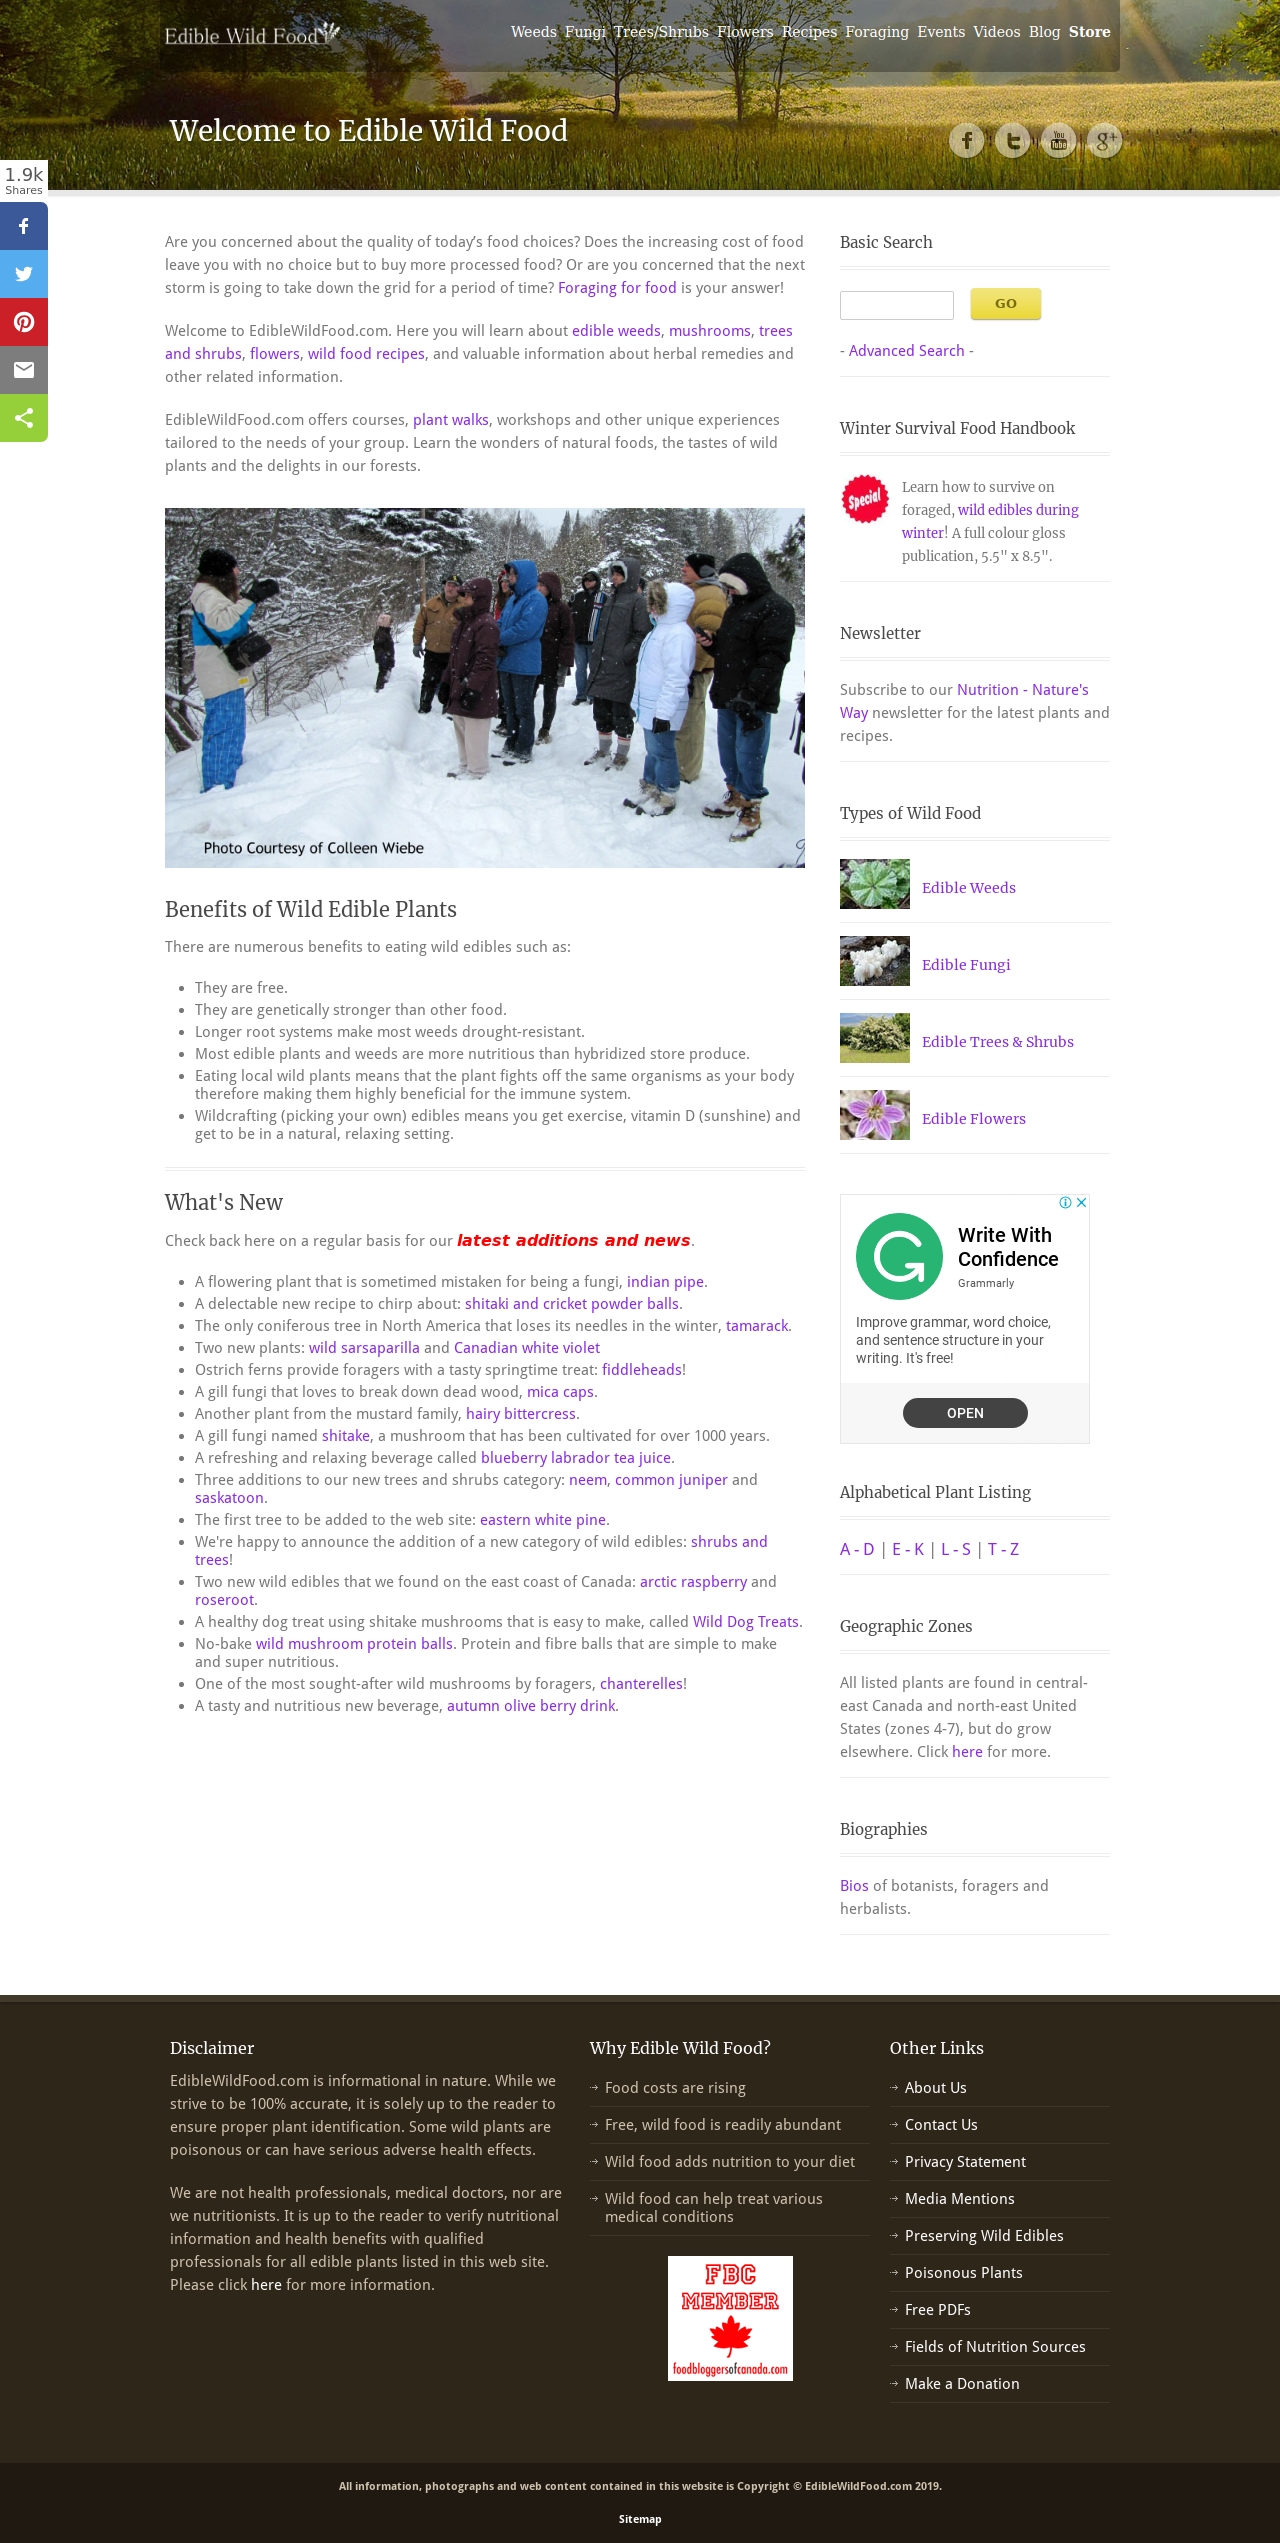 Edible Wild Food
Weeds Fungi Trees/Shrubs Flowers Recipes Foraging Events Videos Blog Store
Welcome to Edible Wild Food
You
Tube
1.9k
Shares
Are you concerned about the quality of today’s food choices? Does the increasing cost of food
leave you with no choice but to buy more processed food? Or are you concerned that the next
storm is going to take down the grid for a period of time? Foraging for food is your answer!
Welcome to EdibleWildFood.com. Here you will learn about edible weeds, mushrooms, trees
and shrubs, flowers, wild food recipes, and valuable information about herbal remedies and
other related information.
EdibleWildFood.com offers courses, plant walks, workshops and other unique experiences
tailored to the needs of your group. Learn the wonders of natural foods, the tastes of wild
plants and the delights in our forests.
Photo Courtesy of Colleen Wiebe
Benefits of Wild Edible Plants
There are numerous benefits to eating wild edibles such as:
They are free.
They are genetically stronger than other food.
Longer root systems make most weeds drought-resistant.
Most edible plants and weeds are more nutritious than hybridized store produce.
Eating local wild plants means that the plant fights off the same organisms as your body
therefore making them highly beneficial for the immune system.
Wildcrafting (picking your own) edibles means you get exercise, vitamin D (sunshine) and
get to be in a natural, relaxing setting.
What's New
Check back here on a regular basis for our latest additions and news.
A flowering plant that is sometimed mistaken for being a fungi, indian pipe.
A delectable new recipe to chirp about: shitaki and cricket powder balls.
The only coniferous tree in North America that loses its needles in the winter, tamarack.
Two new plants: wild sarsaparilla and Canadian white violet
Ostrich ferns provide foragers with a tasty springtime treat: fiddleheads!
A gill fungi that loves to break down dead wood, mica caps.
Another plant from the mustard family, hairy bittercress.
A gill fungi named shitake, a mushroom that has been cultivated for over 1000 years.
A refreshing and relaxing beverage called blueberry labrador tea juice.
Three additions to our new trees and shrubs category: neem, common juniper and
saskatoon.
The first tree to be added to the web site: eastern white pine.
We're happy to announce the addition of a new category of wild edibles: shrubs and
trees!
Two new wild edibles that we found on the east coast of Canada: arctic raspberry and
roseroot.
A healthy dog treat using shitake mushrooms that is easy to make, called Wild Dog Treats.
No-bake wild mushroom protein balls. Protein and fibre balls that are simple to make
and super nutritious.
One of the most sought-after wild mushrooms by foragers, chanterelles!
A tasty and nutritious new beverage, autumn olive berry drink.
Basic Search
GO
- Advanced Search -
Winter Survival Food Handbook
Special
Learn how to survive on
foraged, wild edibles during
winter! A full colour gloss
publication, 5.5" x 8.5".
Newsletter
Subscribe to our Nutrition - Nature's
Way newsletter for the latest plants and
recipes.
Types of Wild Food
Edible Weeds
Edible Fungi
Edible Trees & Shrubs
Edible Flowers
Write With
Confidence
Grammarly
Improve grammar, word choice,
and sentence structure in your
writing. It's free!
OPEN
Alphabetical Plant Listing
A - D | E - K | L - S | T - Z
Geographic Zones
All listed plants are found in central-
east Canada and north-east United
States (zones 4-7), but do grow
elsewhere. Click here for more.
Biographies
Bios of botanists, foragers and
herbalists.
Disclaimer
EdibleWildFood.com is informational in nature. While we
strive to be 100% accurate, it is solely up to the reader to
ensure proper plant identification. Some wild plants are
poisonous or can have serious adverse health effects.
We are not health professionals, medical doctors, nor are
we nutritionists. It is up to the reader to verify nutritional
information and health benefits with qualified
professionals for all edible plants listed in this web site.
Please click here for more information.
Why Edible Wild Food?
Food costs are rising
Free, wild food is readily abundant
Wild food adds nutrition to your diet
Wild food can help treat various
medical conditions
FBC
MEMBER
foodbloggersofcanada.com
Other Links
About Us
Contact Us
Privacy Statement
Media Mentions
Preserving Wild Edibles
Poisonous Plants
Free PDFs
Fields of Nutrition Sources
Make a Donation
All information, photographs and web content contained in this website is Copyright © EdibleWildFood.com 2019.
Sitemap